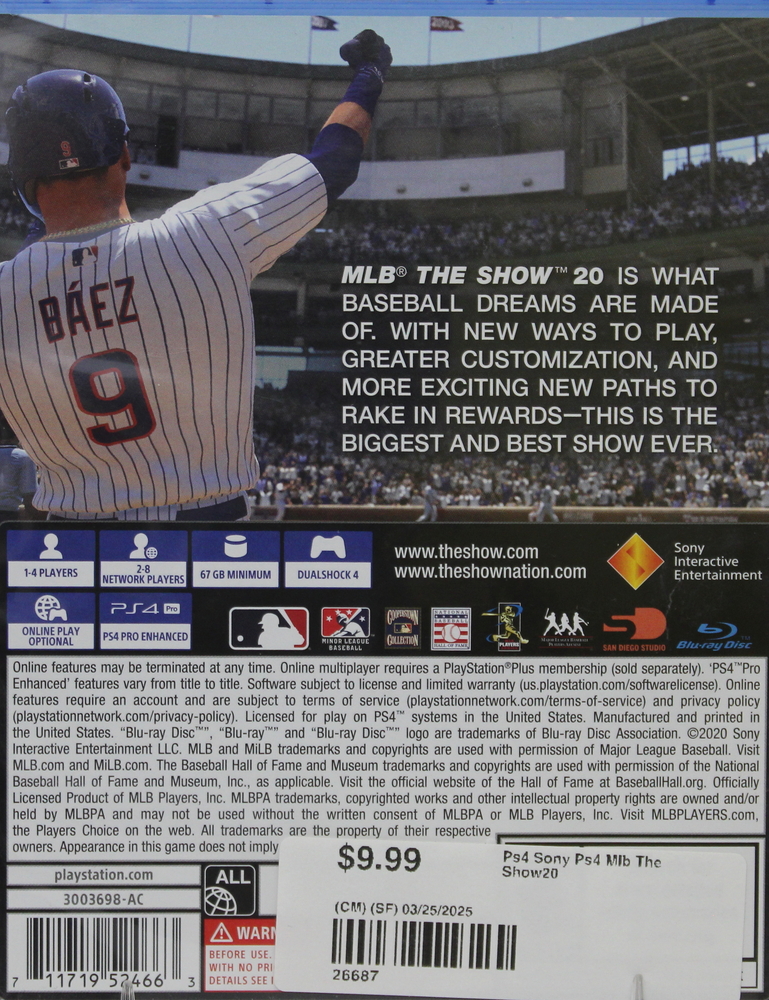 BÁEZ
9
MLB® THE SHOW™ 20 IS WHAT
BASEBALL DREAMS ARE MADE
OF. WITH NEW WAYS TO PLAY,
GREATER CUSTOMIZATION, AND
MORE EXCITING NEW PATHS TO
RAKE IN REWARDS—THIS IS THE
BIGGEST AND BEST SHOW EVER.
1-4 PLAYERS
2-8
NETWORK PLAYERS
67 GB MINIMUM
DUALSHOCK 4
www.theshow.com
www.theshownation.com
Sony
Interactive
Entertainment
ONLINE PLAY
OPTIONAL
PS4 Pro
PS4 PRO ENHANCED
MINOR LEAGUE
BASEBALL
COOPERSTOWN
COLLECTION
NATIONAL
BASEBALL
HALL OF FAME
PLAYERS
SAN DIEGO STUDIO
Blu-ray Disc™
Online features may be terminated at any time. Online multiplayer requires a PlayStation®Plus membership (sold separately). ‘PS4™Pro
Enhanced’ features vary from title to title. Software subject to license and limited warranty (us.playstation.com/softwarelicense). Online
features require an account and are subject to terms of service (playstationnetwork.com/terms-of-service) and privacy policy
(playstationnetwork.com/privacy-policy). Licensed for play on PS4™ systems in the United States. Manufactured and printed in
the United States. “Blu-ray Disc™”, “Blu-ray™” and “Blu-ray Disc™” logo are trademarks of Blu-ray Disc Association. ©2020 Sony
Interactive Entertainment LLC. MLB and MiLB trademarks and copyrights are used with permission of Major League Baseball. Visit
MLB.com and MiLB.com. The Baseball Hall of Fame and Museum trademarks and copyrights are used with permission of the National
Baseball Hall of Fame and Museum, Inc., as applicable. Visit the official website of the Hall of Fame at BaseballHall.org. Officially
Licensed Product of MLB Players, Inc. MLBPA trademarks, copyrighted works and other intellectual property rights are owned and/or
held by MLBPA and may not be used without the written consent of MLBPA or MLB Players, Inc. Visit MLBPLAYERS.com,
the Players Choice on the web. All trademarks are the property of their respective
owners. Appearance in this game does not imply
playstation.com
3003698-AC
ALL
WARN
BEFORE USE.
WITH NO PRI
DETAILS SEE I
7 11719 52466 3
$9.99
Ps4 Sony Ps4 Mlb The
Show20
(CM) (SF) 03/25/2025
26687